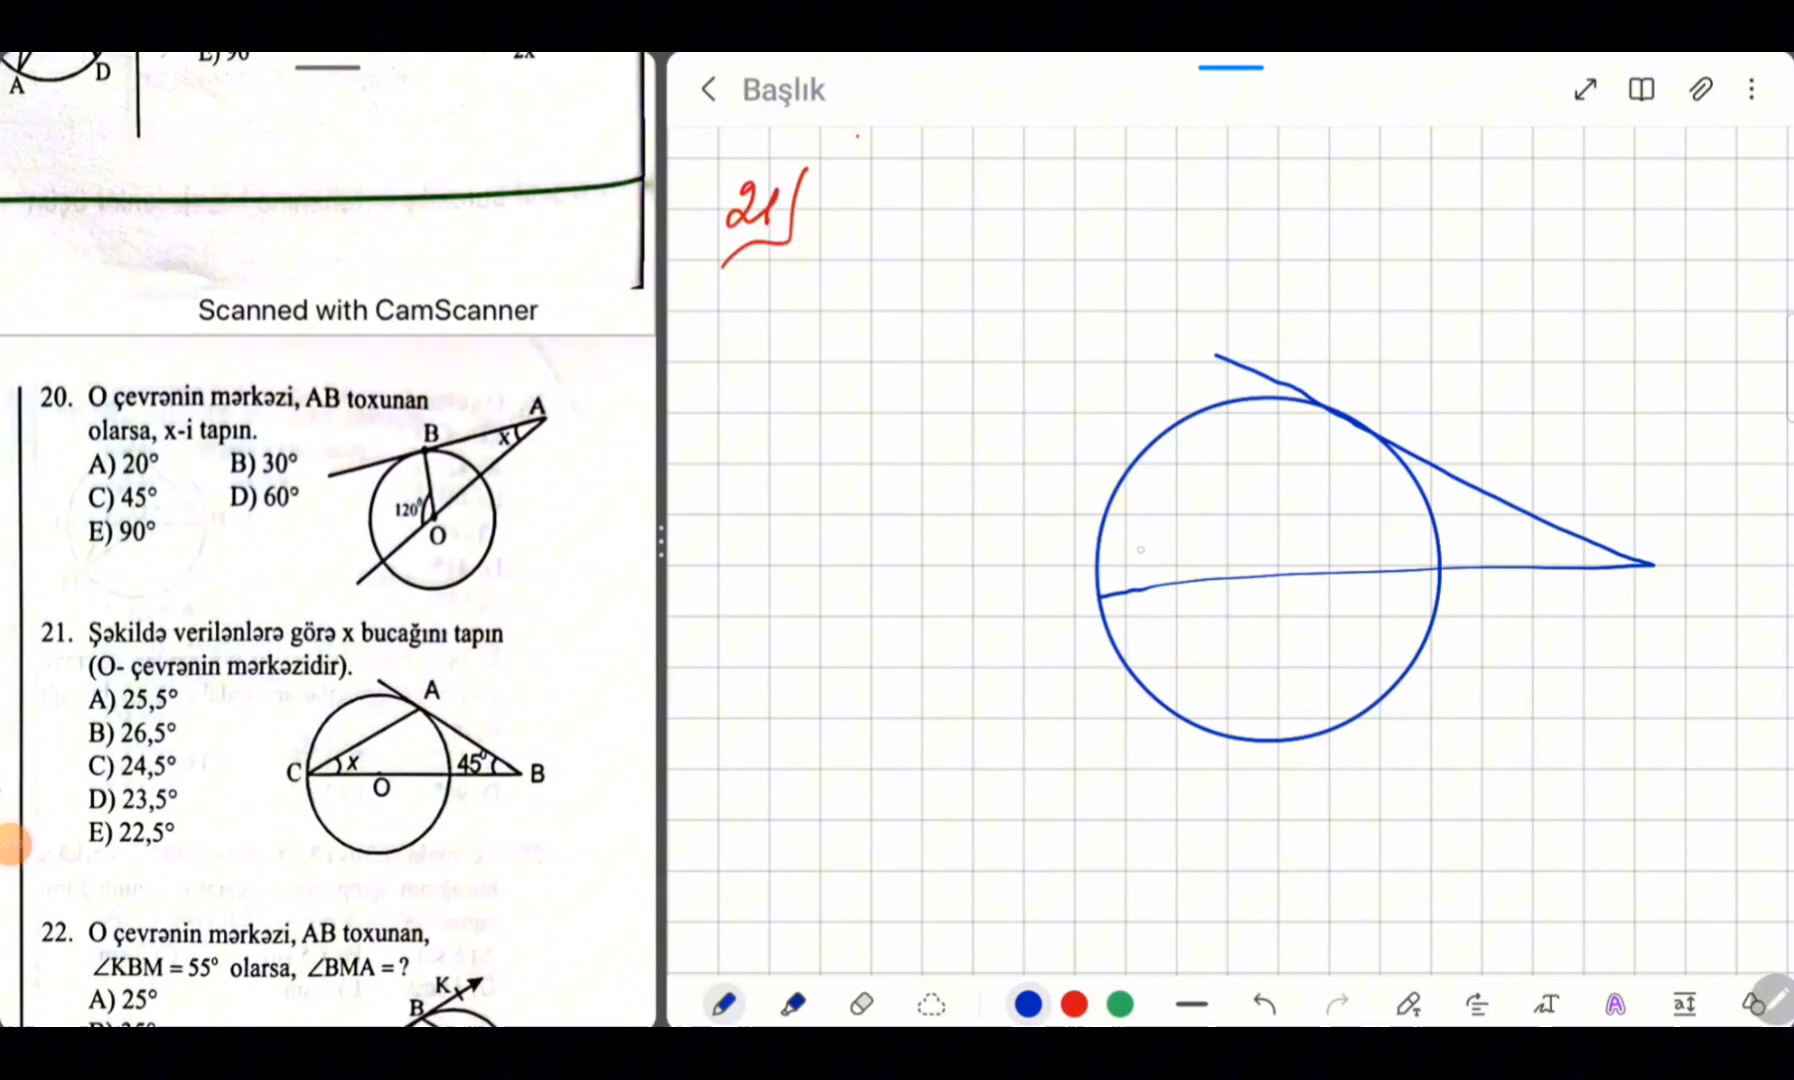 A
D
E) 90
2x
Scanned with CamScanner
20. O çevrənin mərkəzi, AB toxunan
olarsa, x-i tapın.
A) 20° B) 30°
C) 45° D) 60°
E) 90°
A
B
x
120°
O
21. Şəkildə verilənlərə görə x bucağını tapın
(O- çevrənin mərkəzidir).
A) 25,5°
B) 26,5°
C) 24,5°
D) 23,5°
E) 22,5°
A
C
x
45°
B
O
22. O çevrənin mərkəzi, AB toxunan,
∠KBM = 55° olarsa, ∠BMA = ?
A) 25°
K
B
Başlık
21